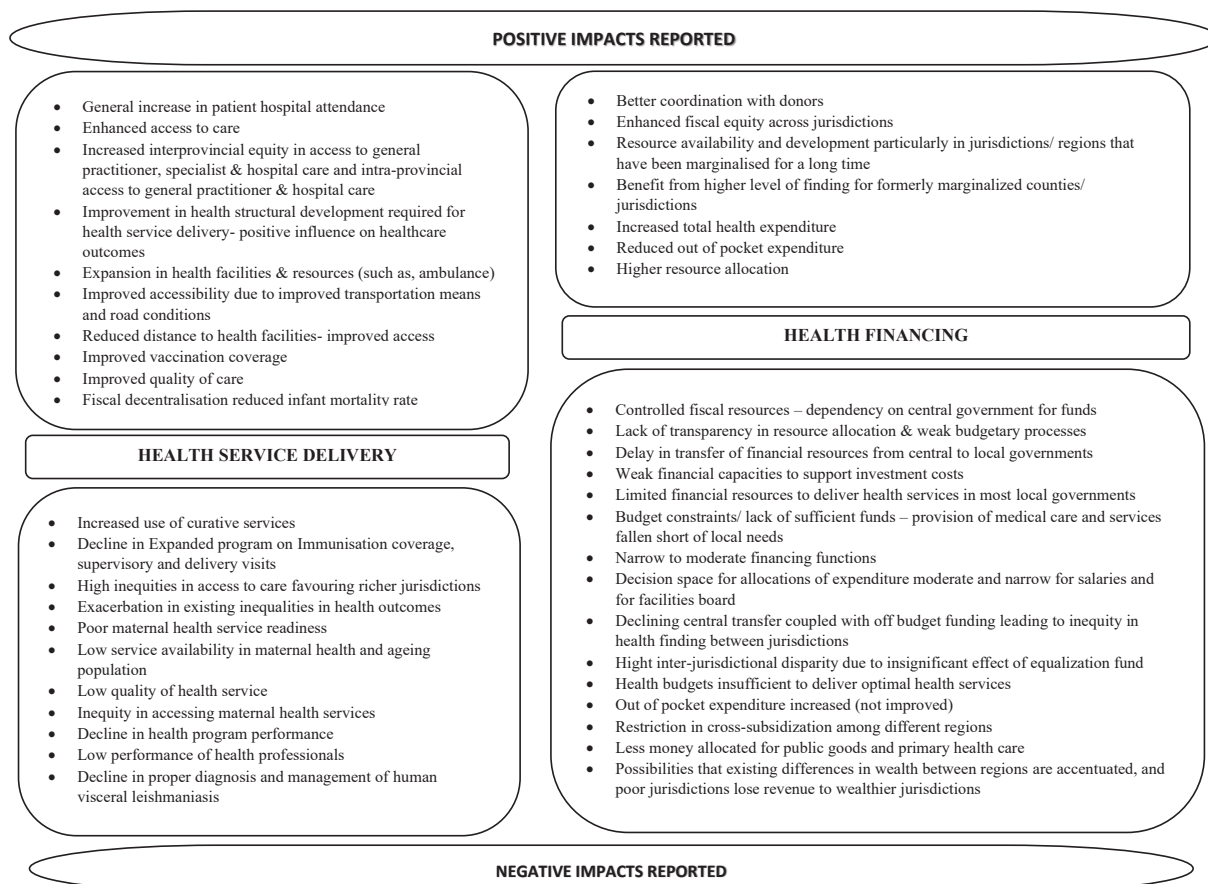 POSITIVE IMPACTS REPORTED
• General increase in patient hospital attendance
• Enhanced access to care
• Increased interprovincial equity in access to general
practitioner, specialist & hospital care and intra-provincial
access to general practitioner & hospital care
• Improvement in health structural development required for
health service delivery- positive influence on healthcare
outcomes
• Expansion in health facilities & resources (such as, ambulance)
• Improved accessibility due to improved transportation means
and road conditions
• Reduced distance to health facilities- improved access
• Improved vaccination coverage
• Improved quality of care
• Fiscal decentralisation reduced infant mortality rate
HEALTH SERVICE DELIVERY
• Increased use of curative services
• Decline in Expanded program on Immunisation coverage,
supervisory and delivery visits
• High inequities in access to care favouring richer jurisdictions
• Exacerbation in existing inequalities in health outcomes
• Poor maternal health service readiness
• Low service availability in maternal health and ageing
population
• Low quality of health service
• Inequity in accessing maternal health services
• Decline in health program performance
• Low performance of health professionals
• Decline in proper diagnosis and management of human
visceral leishmaniasis
• Better coordination with donors
• Enhanced fiscal equity across jurisdictions
• Resource availability and development particularly in jurisdictions/ regions that
have been marginalised for a long time
• Benefit from higher level of finding for formerly marginalized counties/
jurisdictions
• Increased total health expenditure
• Reduced out of pocket expenditure
• Higher resource allocation
HEALTH FINANCING
• Controlled fiscal resources – dependency on central government for funds
• Lack of transparency in resource allocation & weak budgetary processes
• Delay in transfer of financial resources from central to local governments
• Weak financial capacities to support investment costs
• Limited financial resources to deliver health services in most local governments
• Budget constraints/ lack of sufficient funds – provision of medical care and services
fallen short of local needs
• Narrow to moderate financing functions
• Decision space for allocations of expenditure moderate and narrow for salaries and
for facilities board
• Declining central transfer coupled with off budget funding leading to inequity in
health finding between jurisdictions
• Hight inter-jurisdictional disparity due to insignificant effect of equalization fund
• Health budgets insufficient to deliver optimal health services
• Out of pocket expenditure increased (not improved)
• Restriction in cross-subsidization among different regions
• Less money allocated for public goods and primary health care
• Possibilities that existing differences in wealth between regions are accentuated, and
poor jurisdictions lose revenue to wealthier jurisdictions
NEGATIVE IMPACTS REPORTED